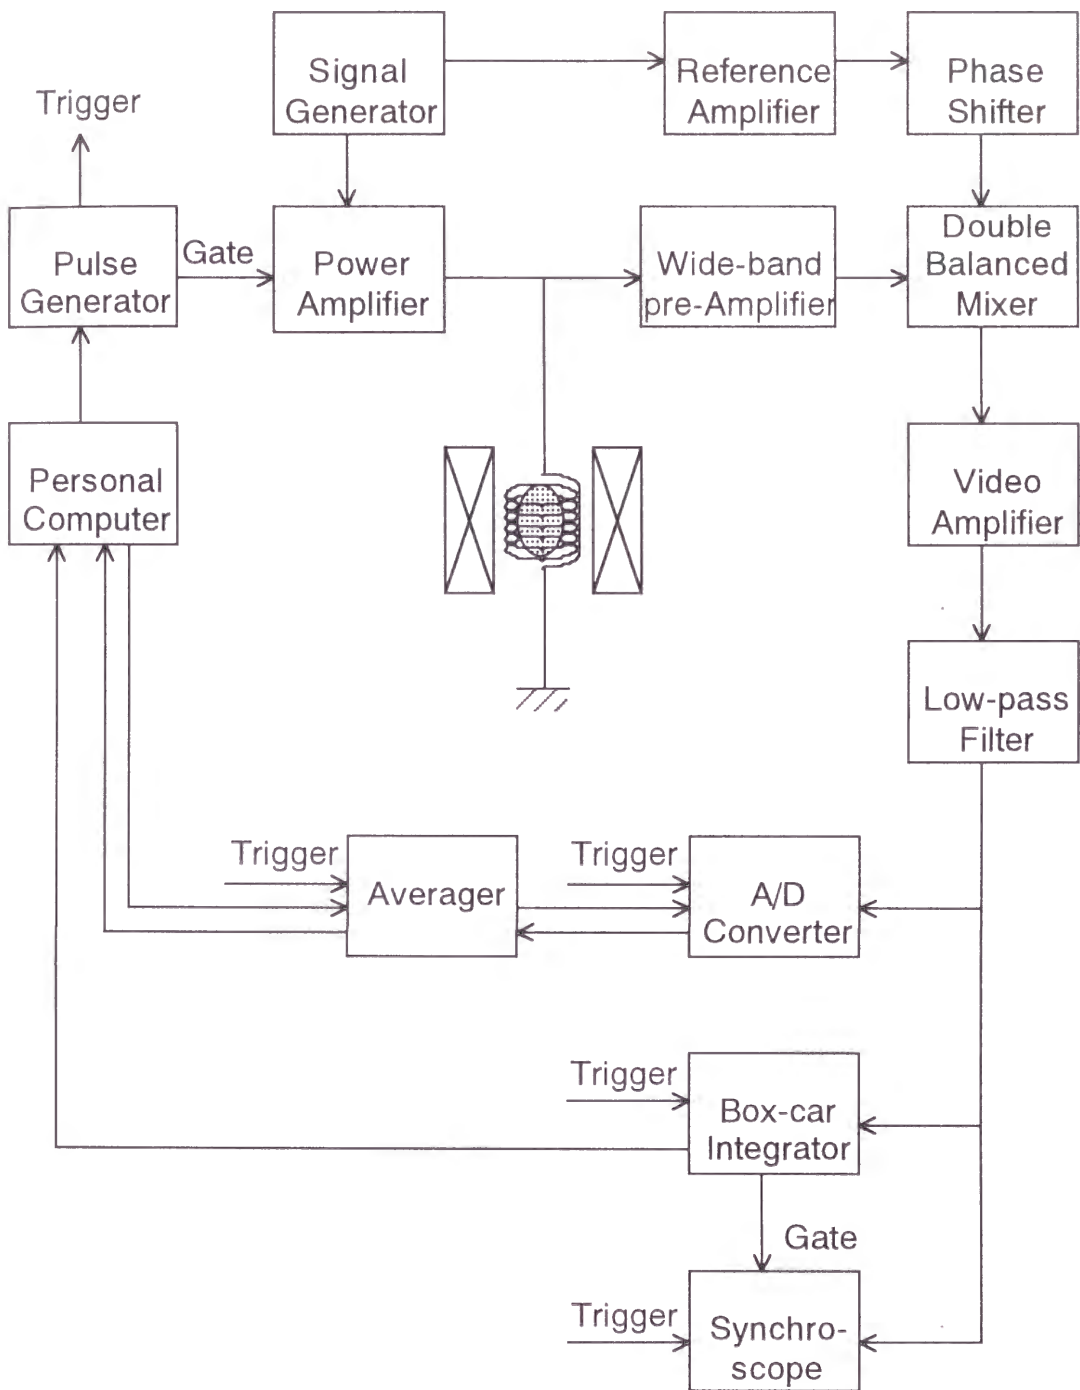 Signal
Generator
Reference
Amplifier
Phase
Shifter
Trigger
Pulse
Generator
Gate
Power
Amplifier
Wide-band
pre-Amplifier
Double
Balanced
Mixer
Personal
Computer
Video
Amplifier
Low-pass
Filter
Trigger
Averager
Trigger
A/D
Converter
Trigger
Box-car
Integrator
Gate
Trigger
Synchro-
scope